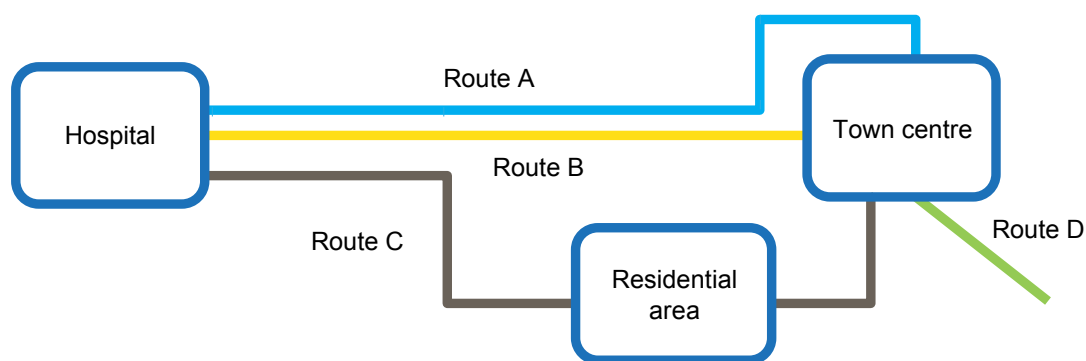 Route A
Hospital
Town centre
Route B
Route C
Route D
Residential
area